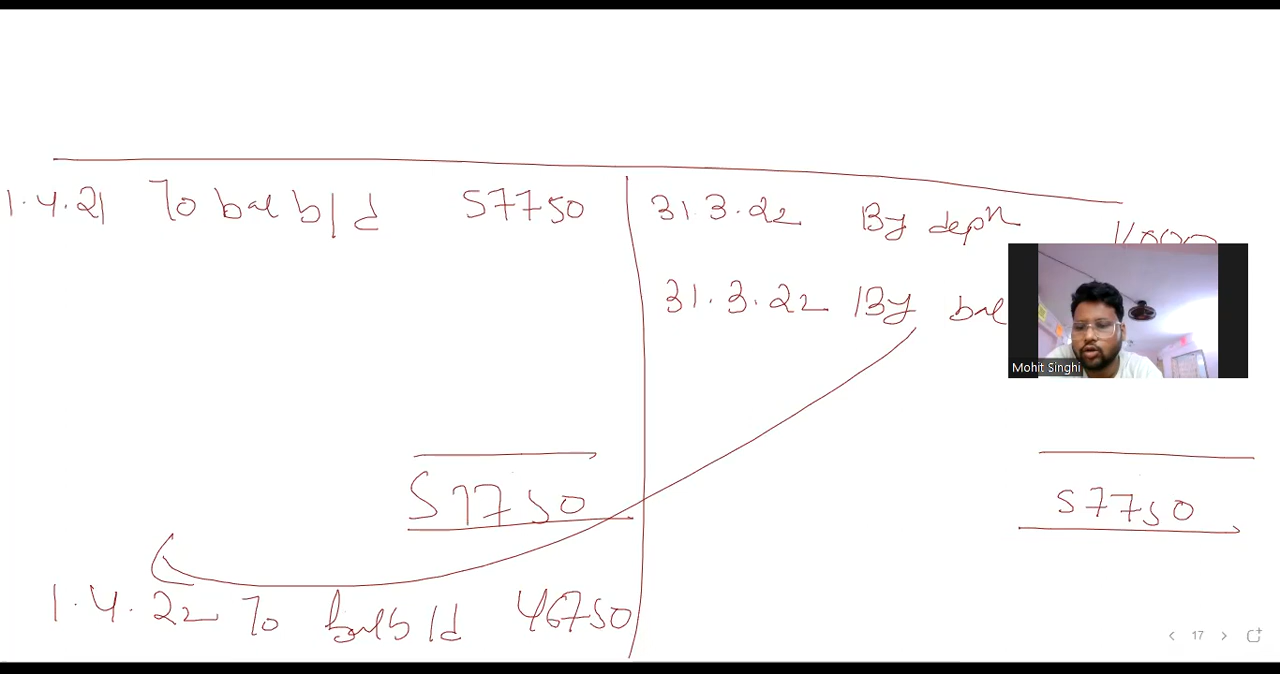 1.4.21 To bal b/d 57750 31.3.22 By depn 11000
31.3.22 By bal
Mohit Singhi
57750 57750
1.4.22 To bal b/d 46750
17